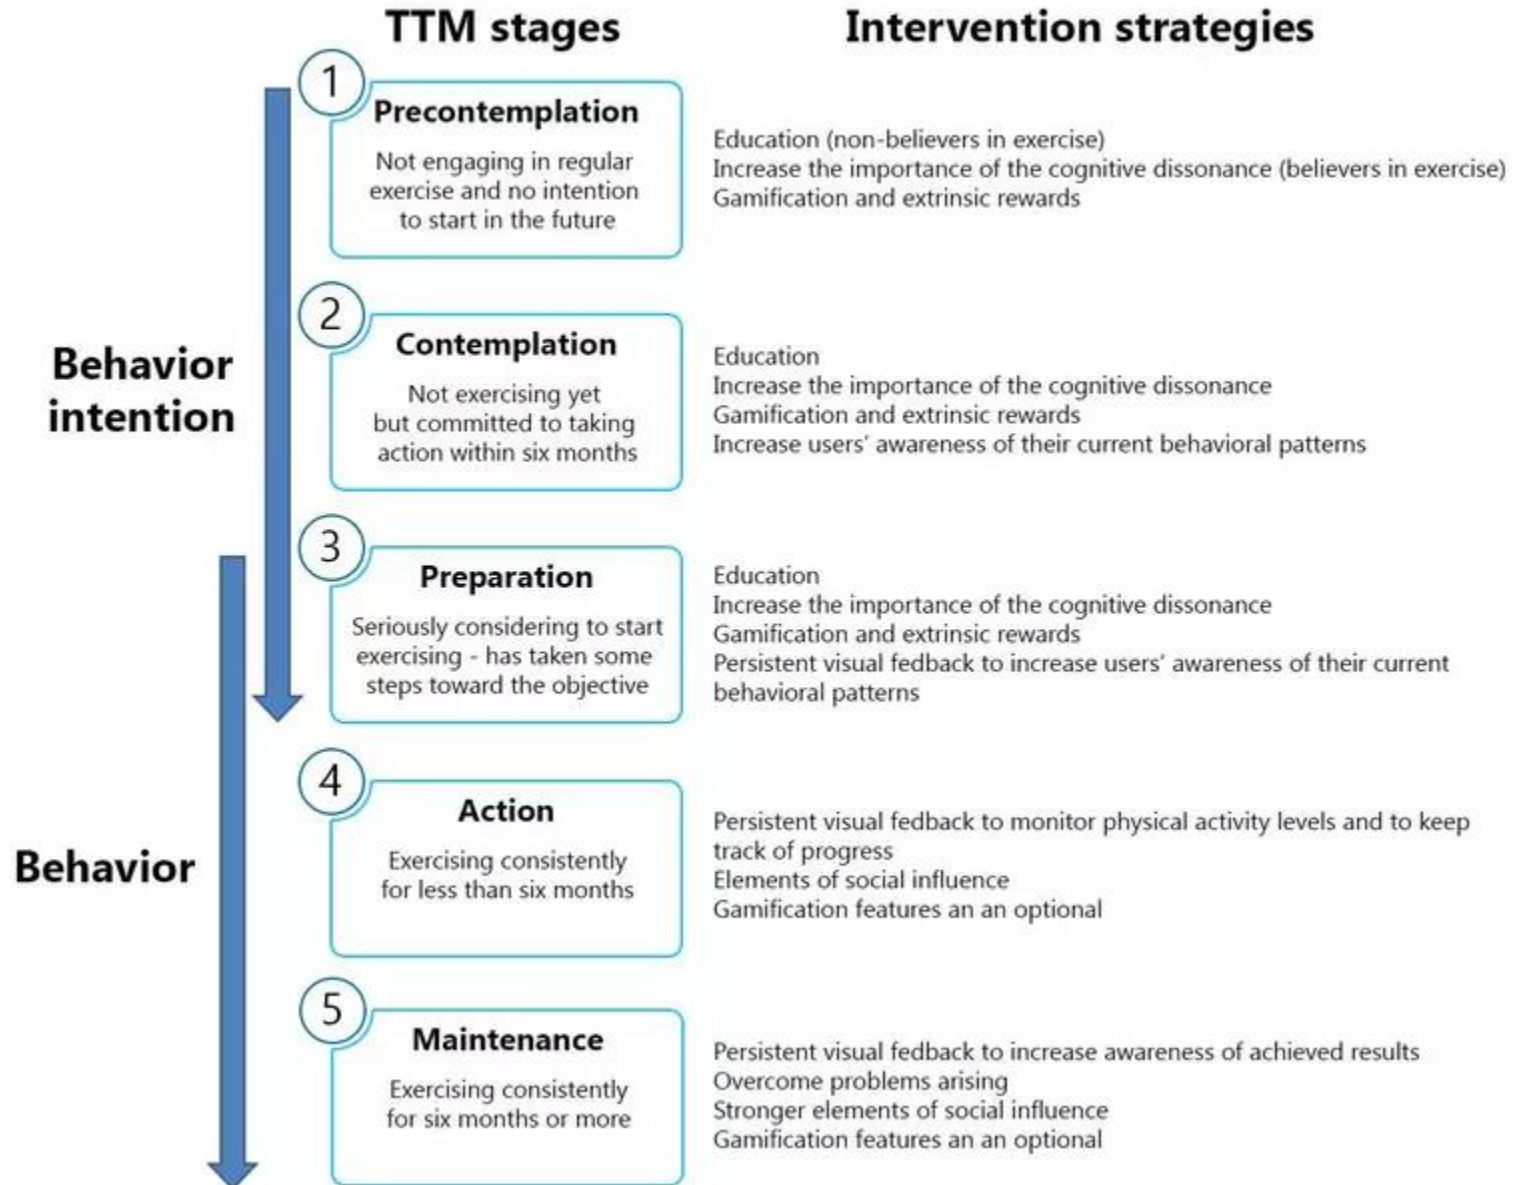 TTM stages
Intervention strategies
1
Precontemplation
Not engaging in regular
exercise and no intention
to start in the future
Education (non-believers in exercise)
Increase the importance of the cognitive dissonance (believers in exercise)
Gamification and extrinsic rewards
Behavior
intention
2
Contemplation
Not exercising yet
but committed to taking
action within six months
Education
Increase the importance of the cognitive dissonance
Gamification and extrinsic rewards
Increase users' awareness of their current behavioral patterns
3
Preparation
Seriously considering to start
exercising - has taken some
steps toward the objective
Education
Increase the importance of the cognitive dissonance
Gamification and extrinsic rewards
Persistent visual fedback to increase users' awareness of their current
behavioral patterns
Behavior
4
Action
Exercising consistently
for less than six months
Persistent visual fedback to monitor physical activity levels and to keep
track of progress
Elements of social influence
Gamification features an an optional
5
Maintenance
Exercising consistently
for six months or more
Persistent visual fedback to increase awareness of achieved results
Overcome problems arising
Stronger elements of social influence
Gamification features an an optional